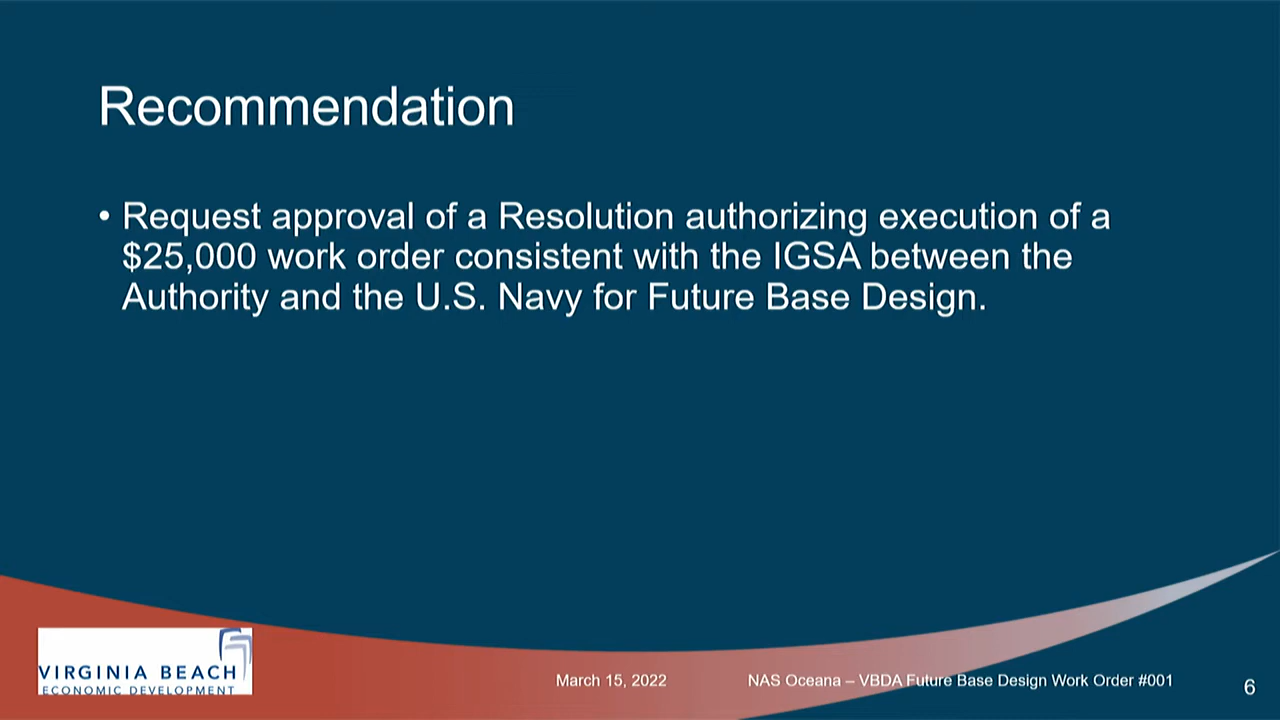 Recommendation
• Request approval of a Resolution authorizing execution of a
$25,000 work order consistent with the IGSA between the
Authority and the U.S. Navy for Future Base Design.
VIRGINIA BEACH
ECONOMIC DEVELOPMENT
March 15, 2022
NAS Oceana – VBDA Future Base Design Work Order #001
6